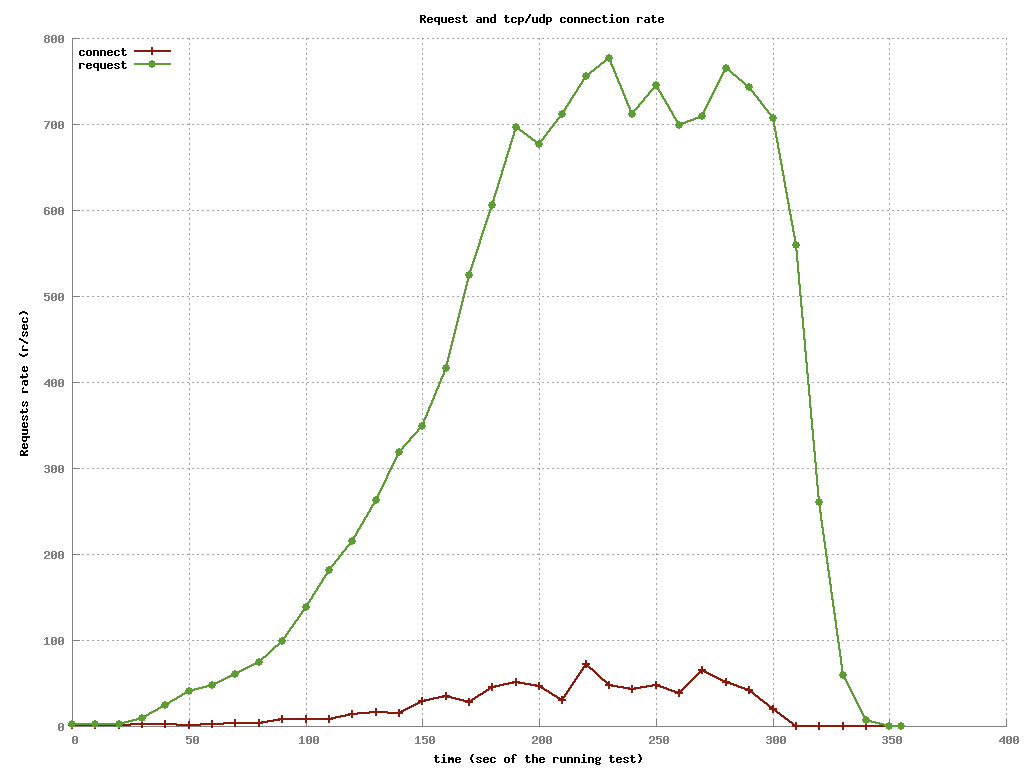 Request and tcp/udp connection rate
connect
request
800
700
600
500
400
300
200
100
0
Requests rate (r/sec)
0 50 100 150 200 250 300 350 400
time (sec of the running test)